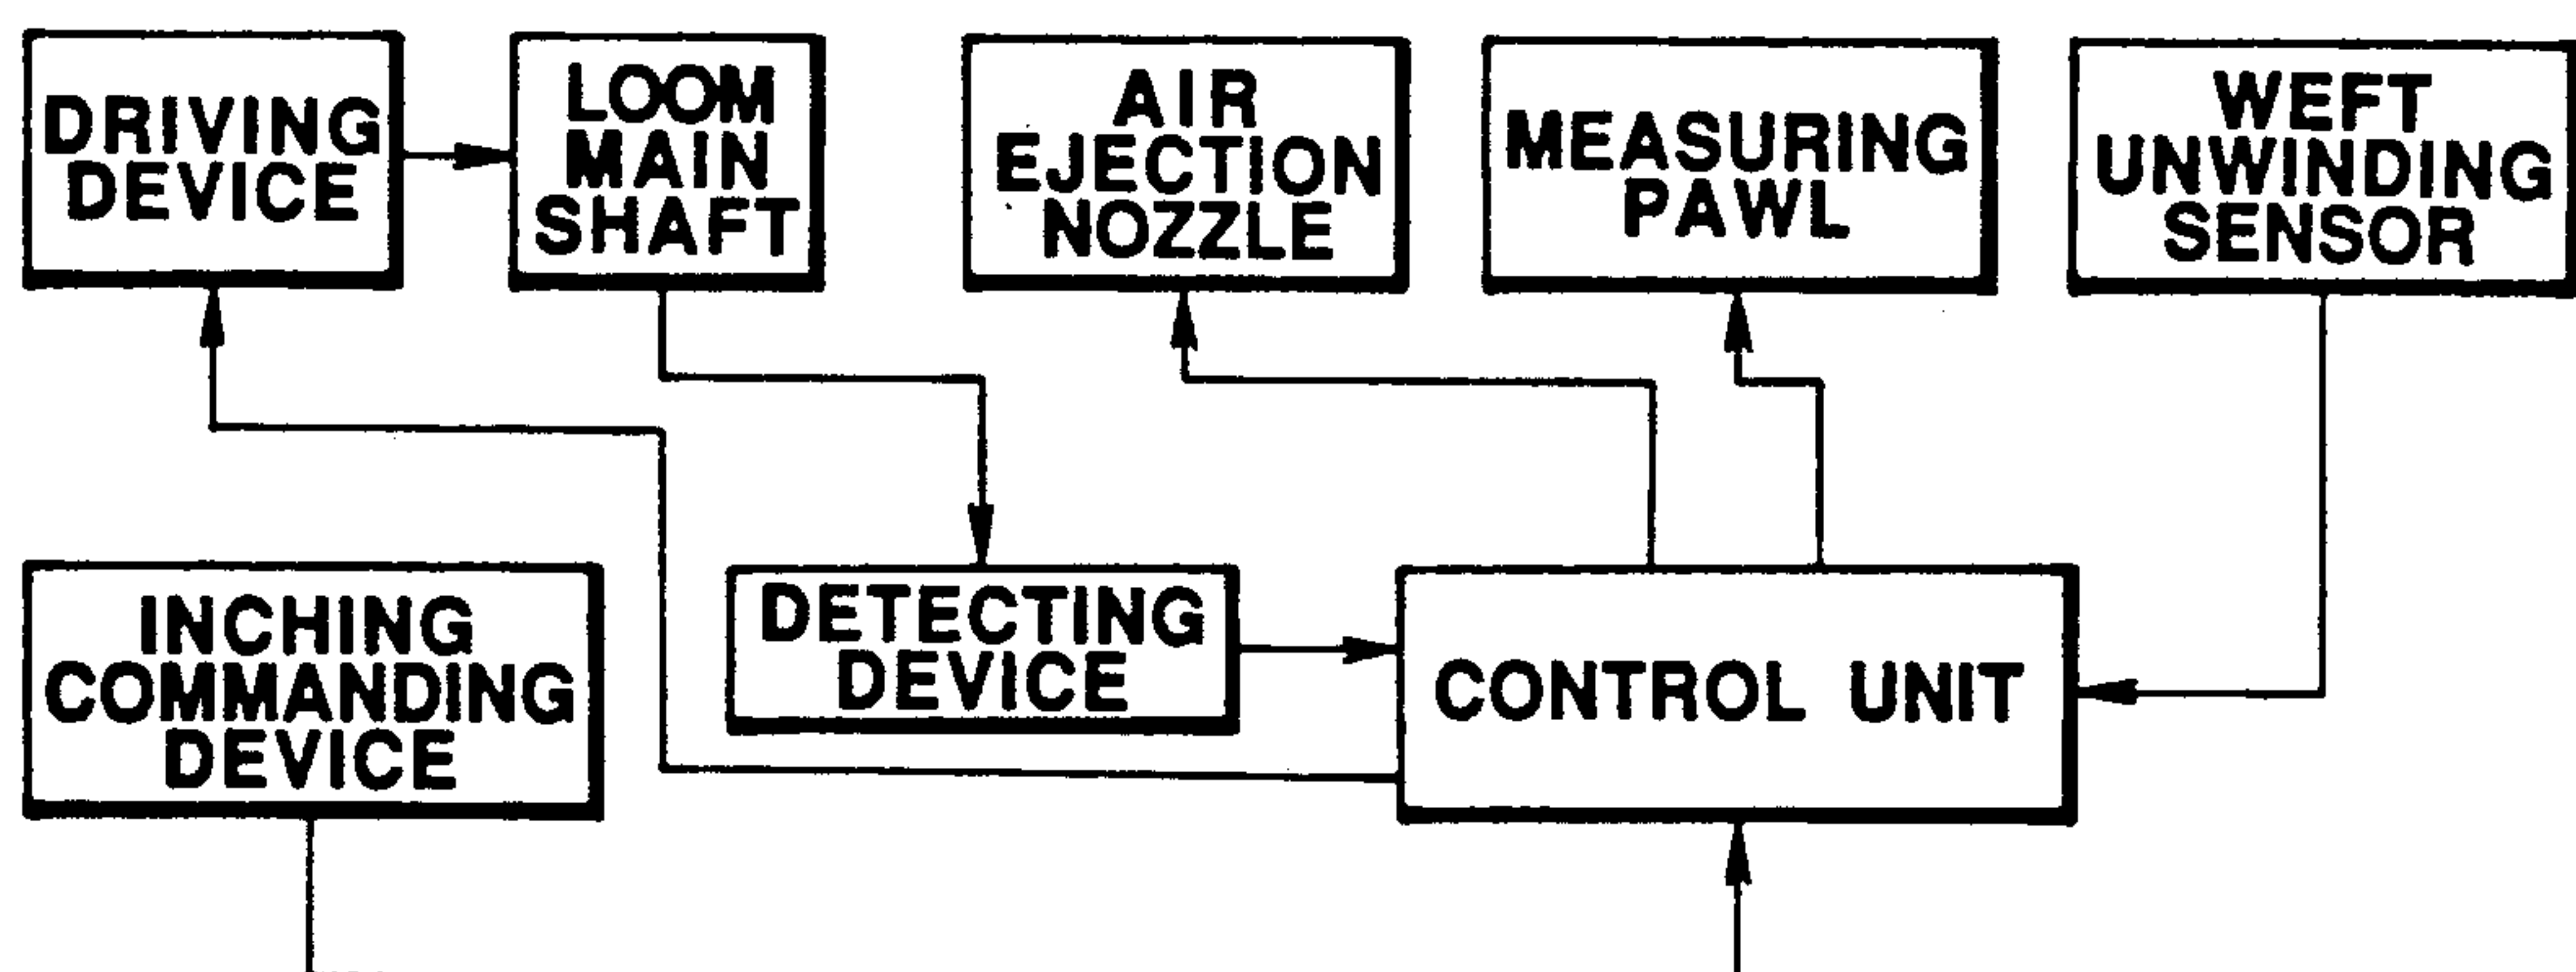 DRIVING
DEVICE
LOOM
MAIN
SHAFT
AIR
EJECTION
NOZZLE
MEASURING
PAWL
WEFT
UNWINDING
SENSOR
INCHING
COMMANDING
DEVICE
DETECTING
DEVICE
CONTROL UNIT